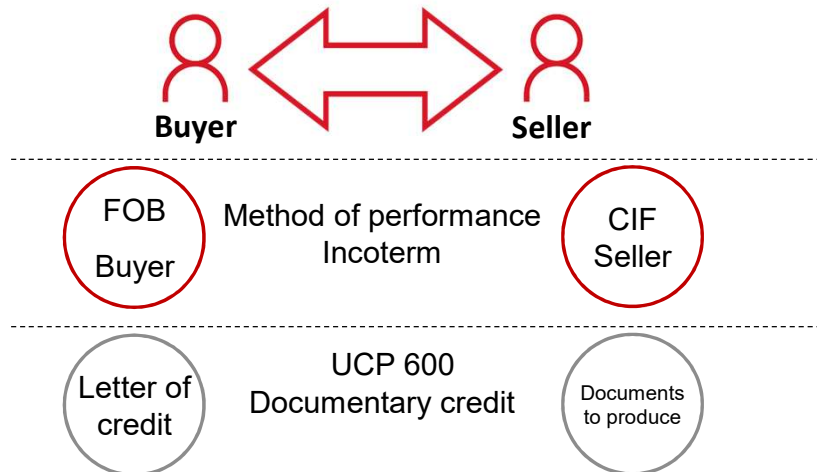 Buyer
Seller
FOB
Buyer
Method of performance
Incoterm
CIF
Seller
Letter of
credit
UCP 600
Documentary credit
Documents
to produce